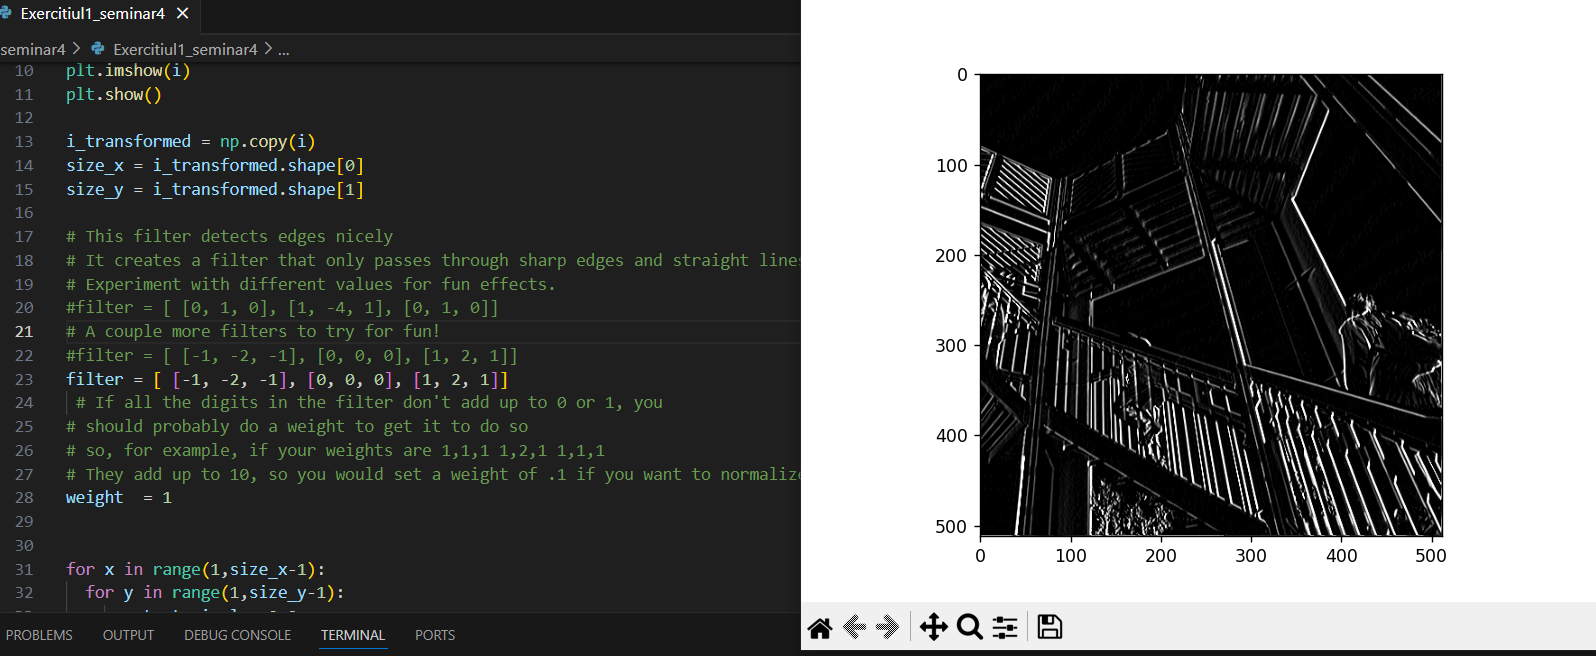 Exercitiul1_seminar4
seminar4 > Exercitiul1_seminar4 > ...
10 plt.imshow(i)
11 plt.show()
12
13 i_transformed = np.copy(i)
14 size_x = i_transformed.shape[0]
15 size_y = i_transformed.shape[1]
16
17 # This filter detects edges nicely
18 # It creates a filter that only passes through sharp edges and straight lines
19 # Experiment with different values for fun effects.
20 #filter = [ [0, 1, 0], [1, -4, 1], [0, 1, 0]]
21 # A couple more filters to try for fun!
22 #filter = [ [-1, -2, -1], [0, 0, 0], [1, 2, 1]]
23 filter = [ [-1, -2, -1], [0, 0, 0], [1, 2, 1]]
24 # If all the digits in the filter don't add up to 0 or 1, you
25 # should probably do a weight to get it to do so
26 # so, for example, if your weights are 1,1,1 1,2,1 1,1,1
27 # They add up to 10, so you would set a weight of .1 if you want to normalize
28 weight  = 1
29
30
31 for x in range(1,size_x-1):
32 for y in range(1,size_y-1):
PROBLEMS OUTPUT DEBUG CONSOLE TERMINAL PORTS
0
100
200
300
400
500
0 100 200 300 400 500